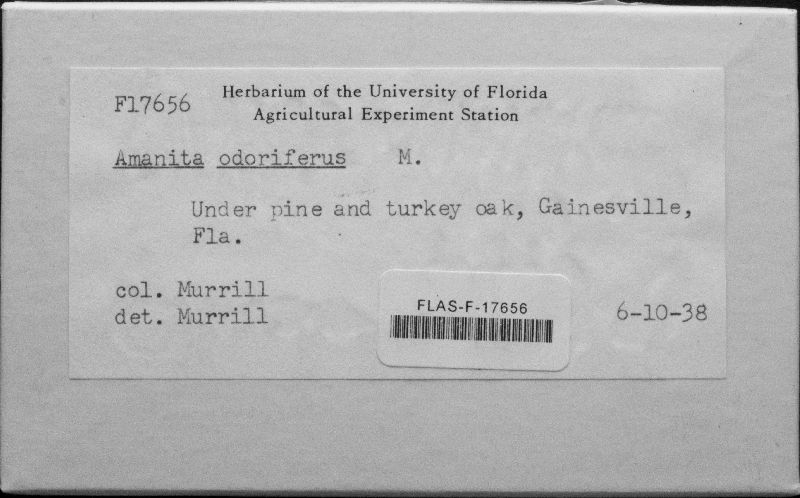 F17656
Herbarium of the University of Florida
Agricultural Experiment Station
Amanita odoriferus M.
Under pine and turkey oak, Gainesville,
Fla.
col. Murrill
det. Murrill
FLAS-F-17656
6-10-38